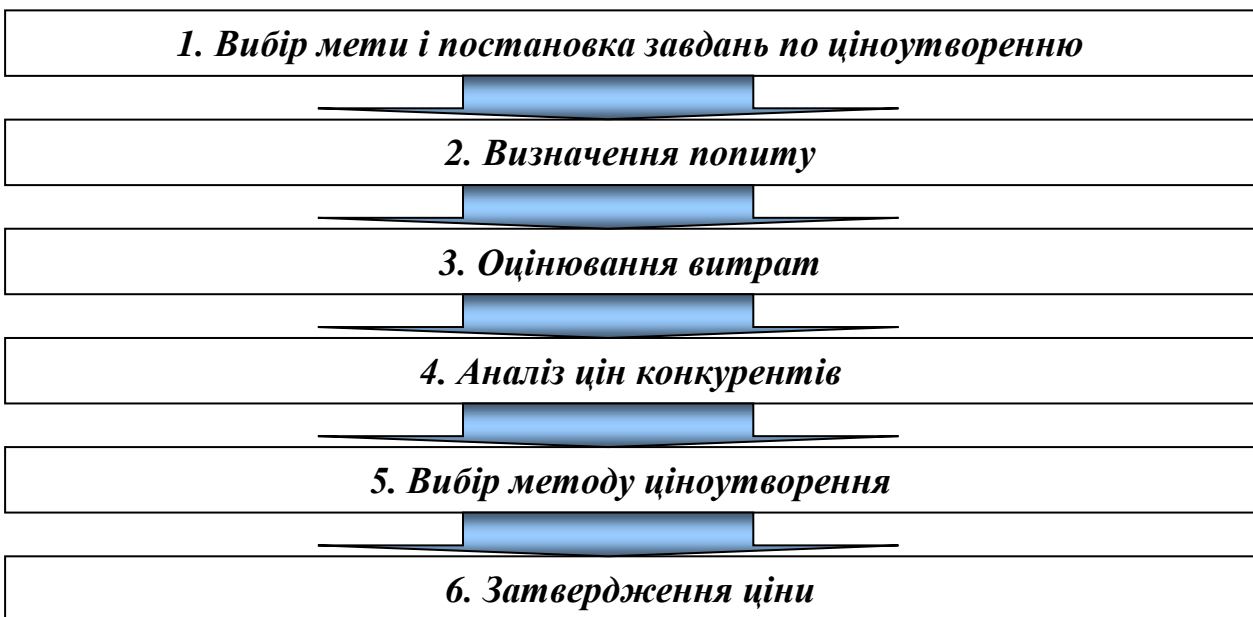 1. Вибір мети і постановка завдань по ціноутворенню
2. Визначення попиту
3. Оцінювання витрат
4. Аналіз цін конкурентів
5. Вибір методу ціноутворення
6. Затвердження ціни